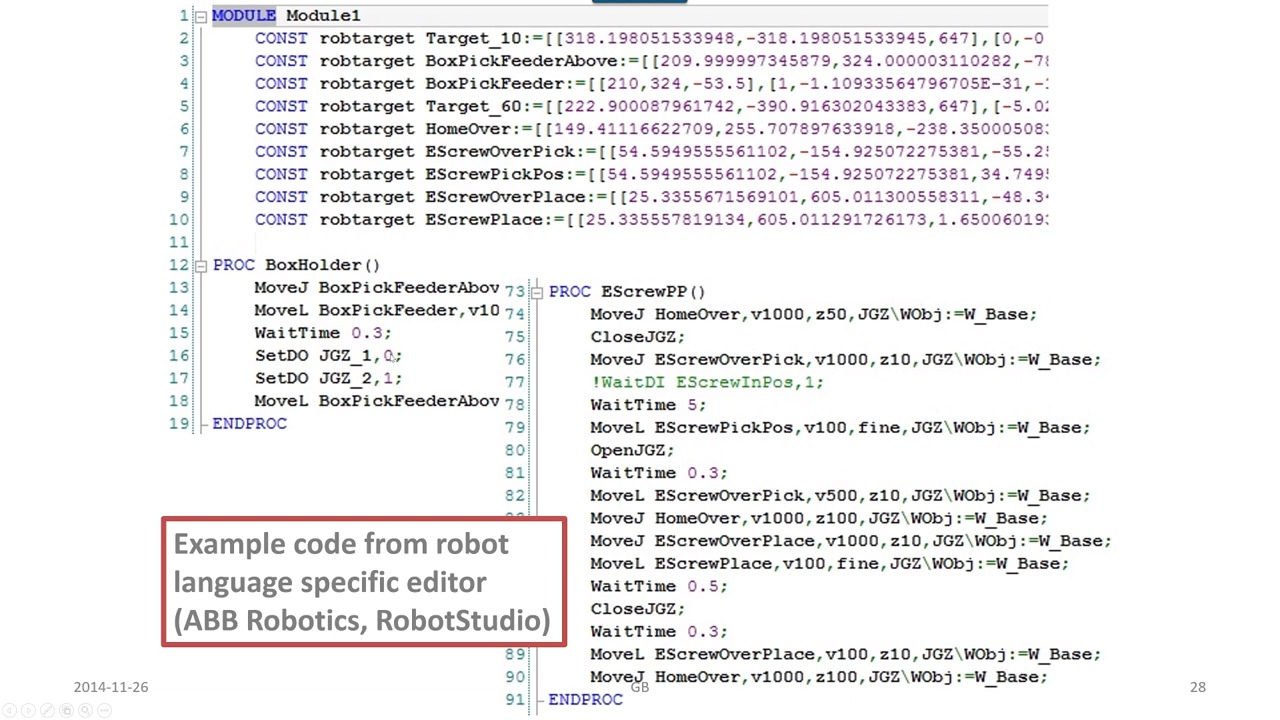 1 MODULE Module1
2 CONST robtarget Target_10:=[[318.198051533948,-318.198051533945,647],[0,-0
3 CONST robtarget BoxPickFeederAbove:=[[209.999997345879,324.000003110282,-78
4 CONST robtarget BoxPickFeeder:=[[210,324,-53.5],[1,-1.10933564796705E-31,-1
5 CONST robtarget Target_60:=[[222.900087961742,-390.916302043383,647],[-5.02
6 CONST robtarget HomeOver:=[[149.41116622709,255.707897633918,-238.350005083
7 CONST robtarget EScrewOverPick:=[[54.5949555561102,-154.925072275381,-55.25
8 CONST robtarget EScrewPickPos:=[[54.5949555561102,-154.925072275381,34.7495
9 CONST robtarget EScrewOverPlace:=[[25.3355671569101,605.011300558311,-48.34
10 CONST robtarget EScrewPlace:=[[25.335557819134,605.011291726173,1.650060193
11
12 PROC BoxHolder()
13 MoveJ BoxPickFeederAbov
14 MoveL BoxPickFeeder,v10
15 WaitTime 0.3;
16 SetDO JGZ_1,0;
17 SetDO JGZ_2,1;
18 MoveL BoxPickFeederAbov
19 ENDPROC
73 PROC EScrewPP()
74 MoveJ HomeOver,v1000,z50,JGZ\WObj:=W_Base;
75 CloseJGZ;
76 MoveJ EScrewOverPick,v1000,z10,JGZ\WObj:=W_Base;
77 !WaitDI EScrewInPos,1;
78 WaitTime 5;
79 MoveL EScrewPickPos,v100,fine,JGZ\WObj:=W_Base;
80 OpenJGZ;
81 WaitTime 0.3;
82 MoveL EScrewOverPick,v500,z10,JGZ\WObj:=W_Base;
MoveJ HomeOver,v1000,z100,JGZ\WObj:=W_Base;
MoveJ EScrewOverPlace,v1000,z10,JGZ\WObj:=W_Base;
MoveL EScrewPlace,v100,fine,JGZ\WObj:=W_Base;
WaitTime 0.5;
CloseJGZ;
WaitTime 0.3;
89 MoveL EScrewOverPlace,v100,z10,JGZ\WObj:=W_Base;
90 MoveJ HomeOver,v1000,z100,JGZ\WObj:=W_Base;
91 ENDPROC
Example code from robot
language specific editor
(ABB Robotics, RobotStudio)
2014-11-26
GB
28